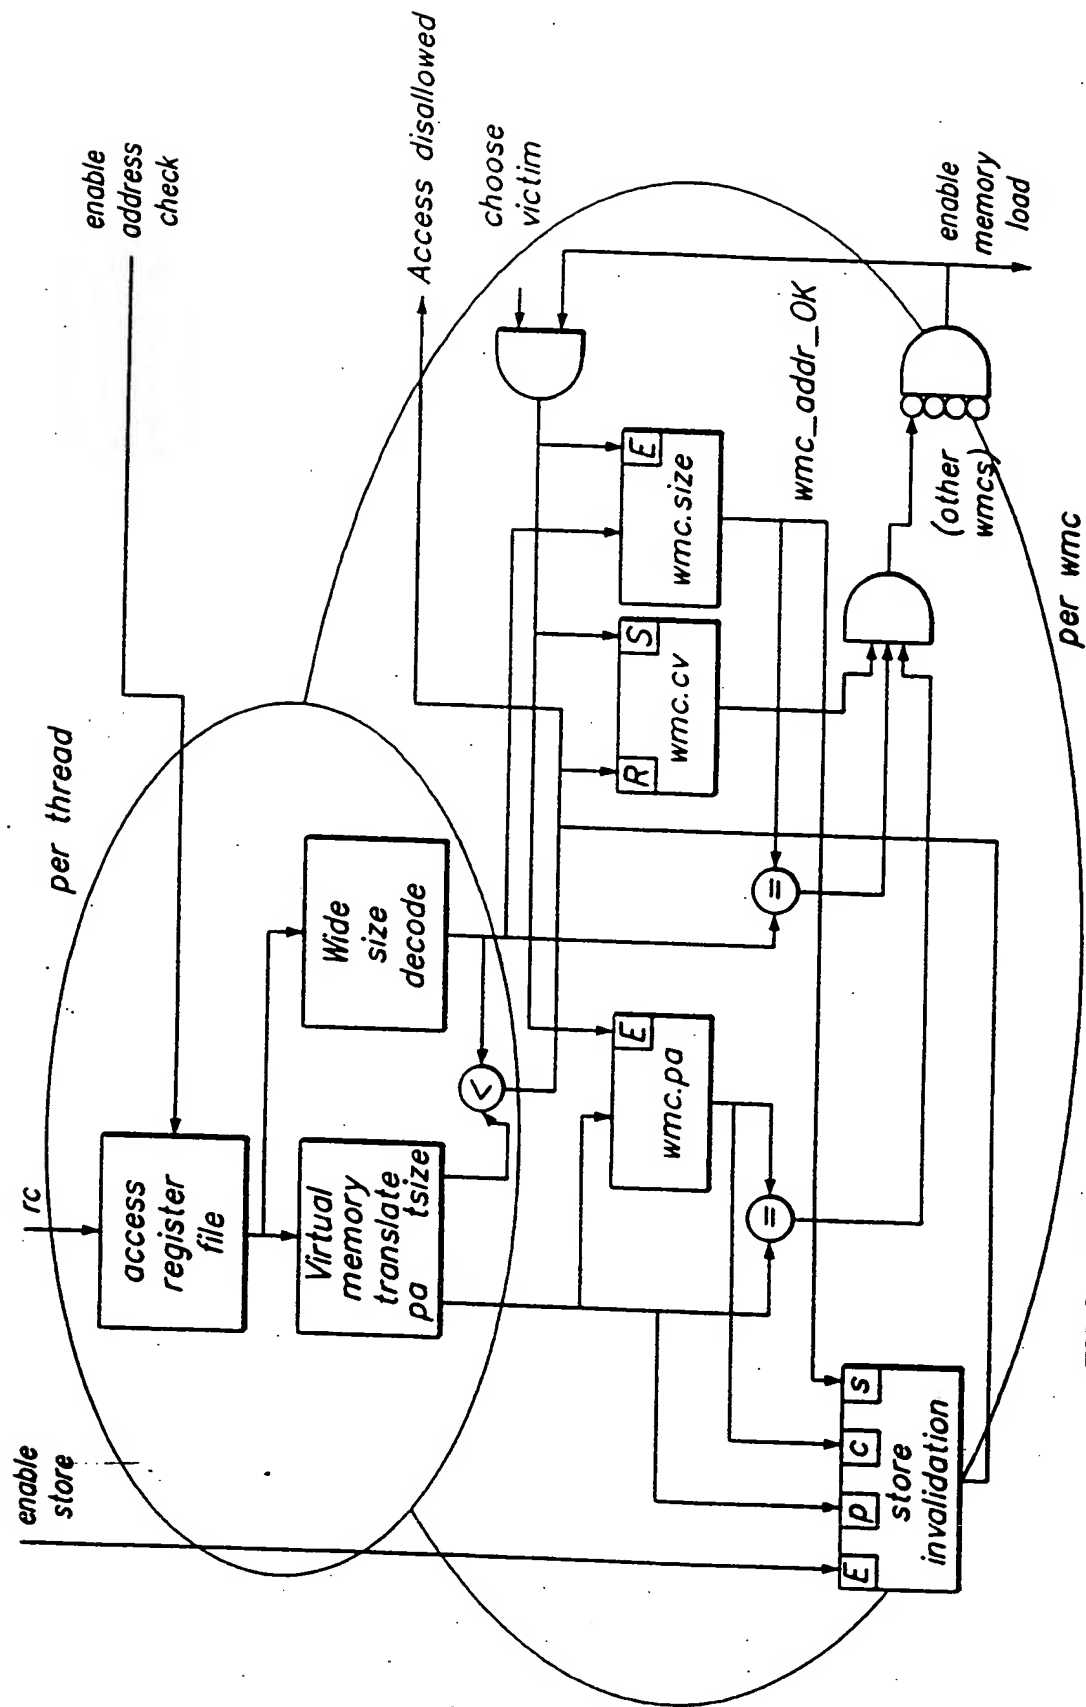 enable
store
rc
access
register
file
per thread
enable
address
check
Virtual
memory
translate
pa tsize
Wide
size
decode
<
Access disallowed
choose
victim
E
wmc.pa
R
S
wmc.cv
E
wmc.size
=
=
wmc_addr_OK
(other
wmcs)
enable
memory
load
E
p
c
s
store
invalidation
per wmc